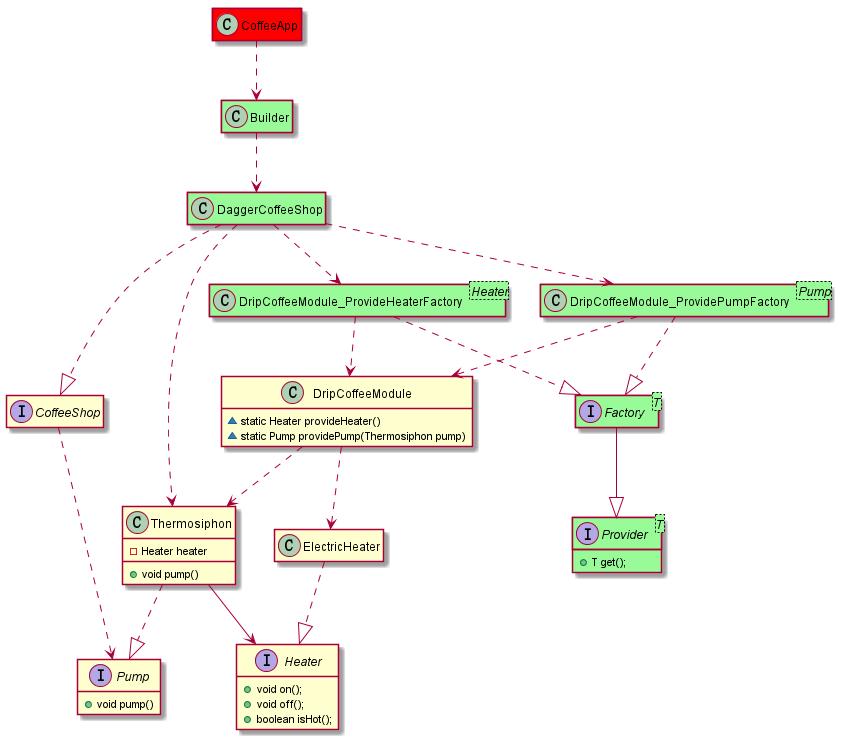 C CoffeeApp
C Builder
C DaggerCoffeeShop
C DripCoffeeModule_ProvideHeaterFactory Heater
C DripCoffeeModule_ProvidePumpFactory Pump
C DripCoffeeModule
static Heater provideHeater()
static Pump providePump(Thermosiphon pump)
I CoffeeShop
I Factory T
C Thermosiphon
Heater heater
void pump()
C ElectricHeater
I Provider T
T get();
I Pump
void pump()
I Heater
void on();
void off();
boolean isHot();